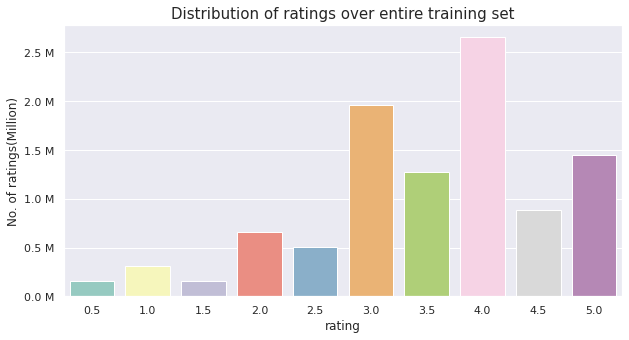 Distribution of ratings over entire training set
No. of ratings(Million)
2.5 M
2.0 M
1.5 M
1.0 M
0.5 M
0.0 M
0.5 1.0 1.5 2.0 2.5 3.0 3.5 4.0 4.5 5.0
rating